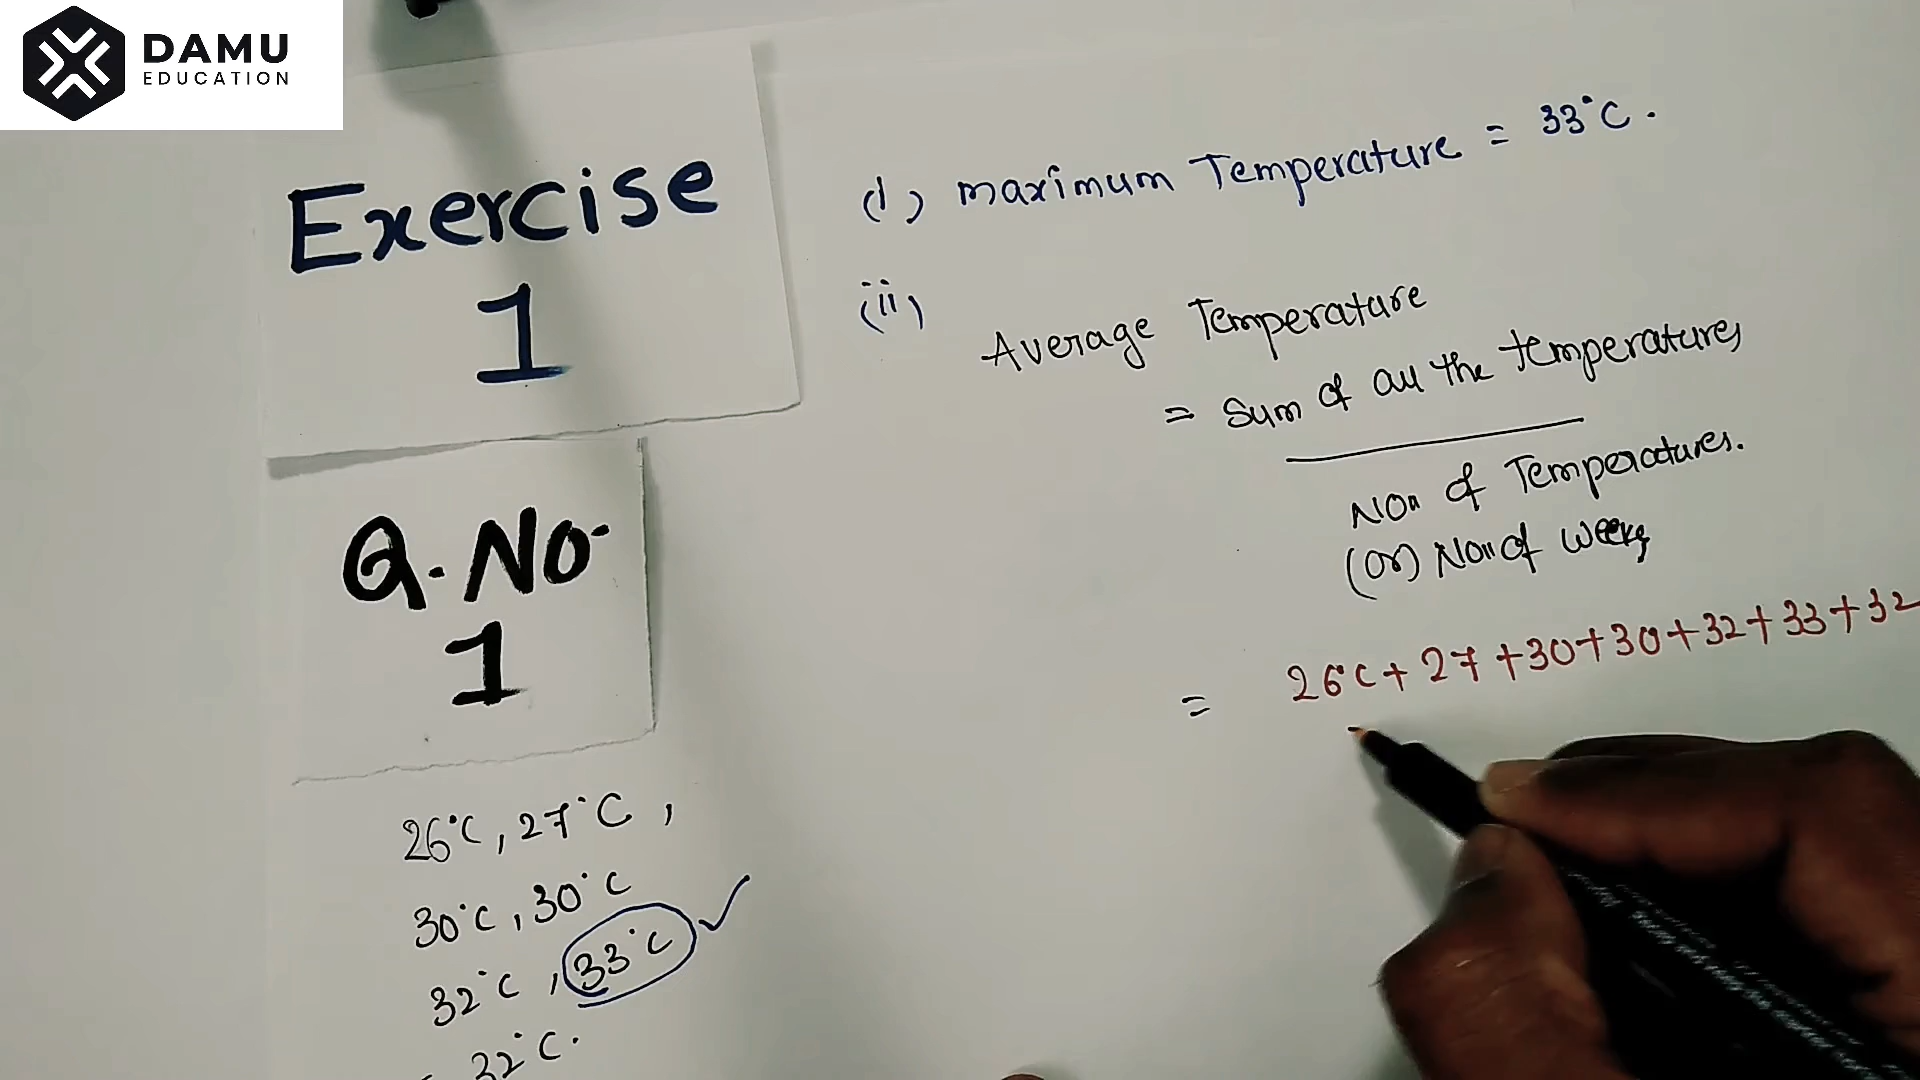 DAMU
EDUCATION
Exercise
1
Q. No.
1
26°C, 27°C,
30°C, 30°C
32°C, 33°C
32°C.
(i) maximum Temperature = 33°C.
(ii)
Average Temperature
= Sum of all the temperatures
No" of Temperatures.
(or) No" of weeks
= 26°C + 27 + 30 + 30 + 32 + 33 + 32